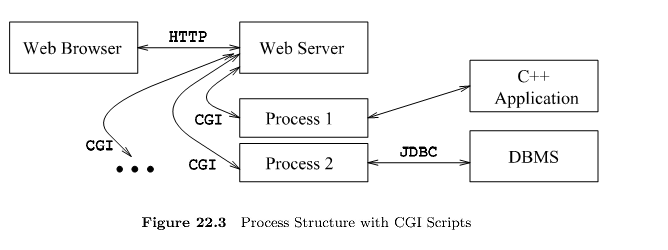 HTTP
Web Browser
Web Server
C++
Application
CGI
Process 1
CGI
CGI
Process 2
JDBC
DBMS
Figure 22.3 Process Structure with CGI Scripts